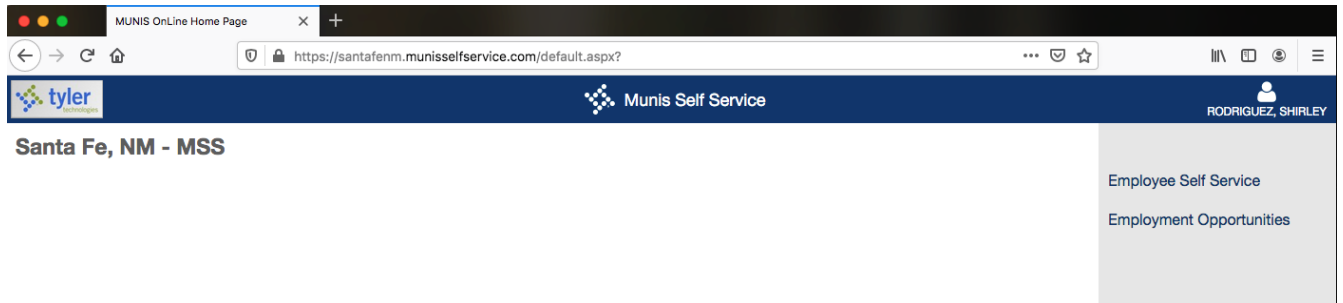 MUNIS OnLine Home Page
https://santafenm.munisselfservice.com/default.aspx?
tyler
technologies
Munis Self Service
RODRIGUEZ, SHIRLEY
Santa Fe, NM - MSS
Employee Self Service
Employment Opportunities